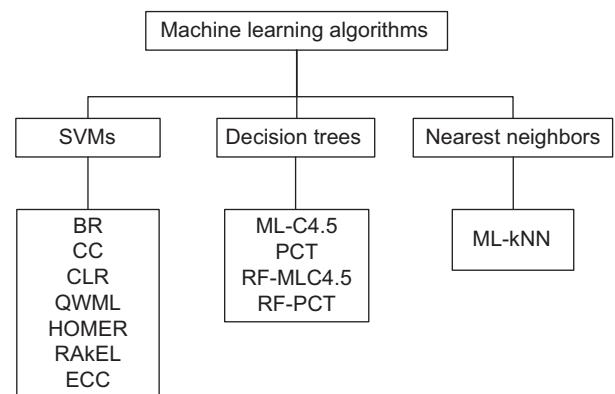 Machine learning algorithms
SVMs
Decision trees
Nearest neighbors
BR
CC
CLR
QWML
HOMER
RAkEL
ECC
ML-C4.5
PCT
RF-MLC4.5
RF-PCT
ML-kNN